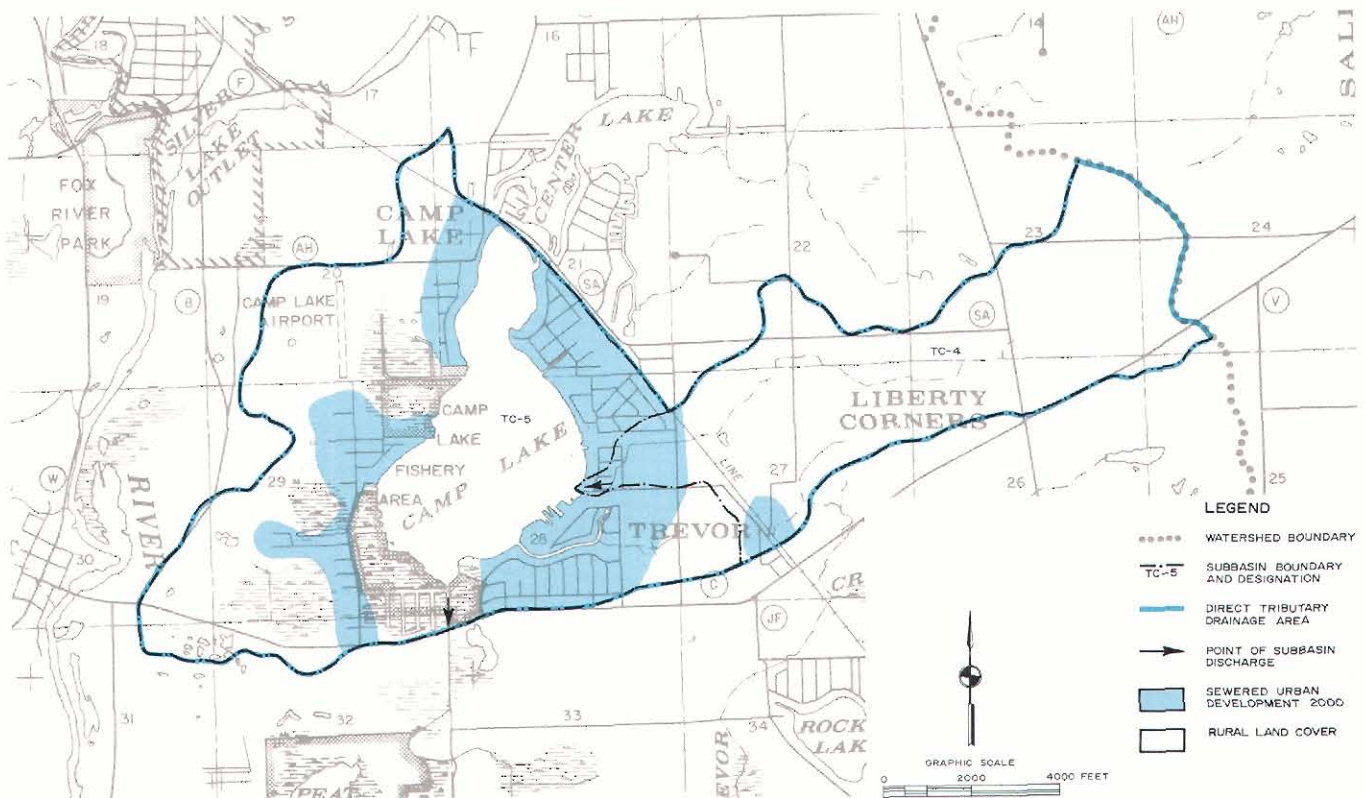 18
F
17
16
14
AH
SALI
SILVER
LAKE
OUTLET
FOX
RIVER
PARK
LAKE
CENTER
CAMP
LAKE
AH
20
21
SA
22
23
24
19
B
CAMP LAKE
AIRPORT
SA
V
TC-4
CAMP
LAKE
FISHERY
AREA
TC-5
CAMP LAKE
LIBERTY
CORNERS
W
RIVER
29
LINE
27
26
25
28
TREVOR
30
C
CR
JF
31
32
33
34
ROCK
LAK
EVOR
PEAT
LEGEND
WATERSHED BOUNDARY
TC-5 SUBBASIN BOUNDARY
AND DESIGNATION
DIRECT TRIBUTARY
DRAINAGE AREA
POINT OF SUBBASIN
DISCHARGE
SEWERED URBAN
DEVELOPMENT 2000
RURAL LAND COVER
GRAPHIC SCALE
0 2000 4000 FEET